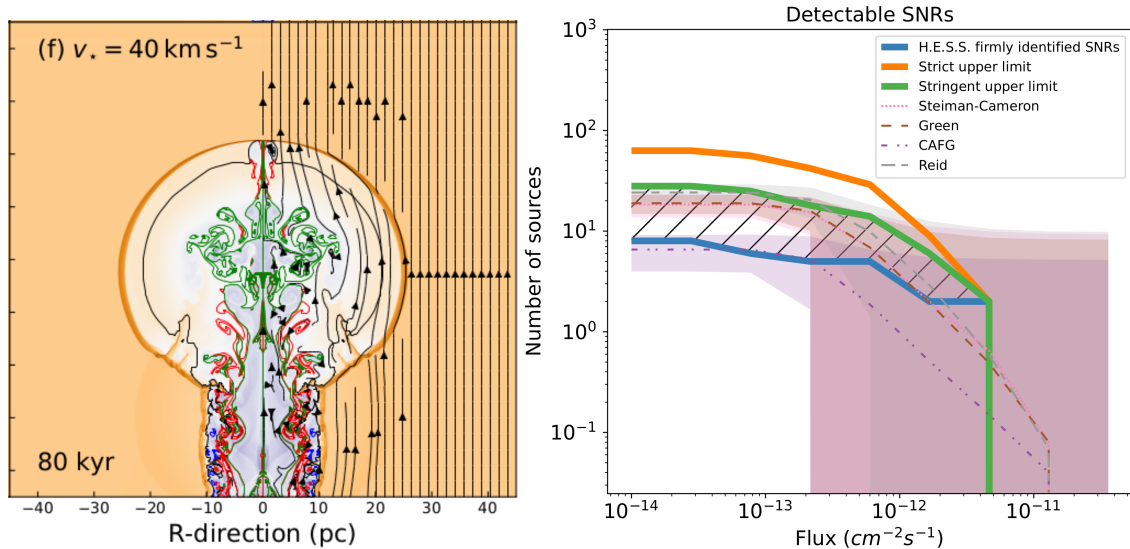 (f) v⋆ = 40 km s⁻¹
80 kyr
−40 −30 −20 −10 0 10 20 30 40
R-direction (pc)
Detectable SNRs
H.E.S.S. firmly identified SNRs
Strict upper limit
Stringent upper limit
Steiman-Cameron
Green
CAFG
Reid
10³
10²
10¹
10⁰
10⁻¹
Number of sources
10⁻¹⁴ 10⁻¹³ 10⁻¹² 10⁻¹¹
Flux (cm⁻²s⁻¹)